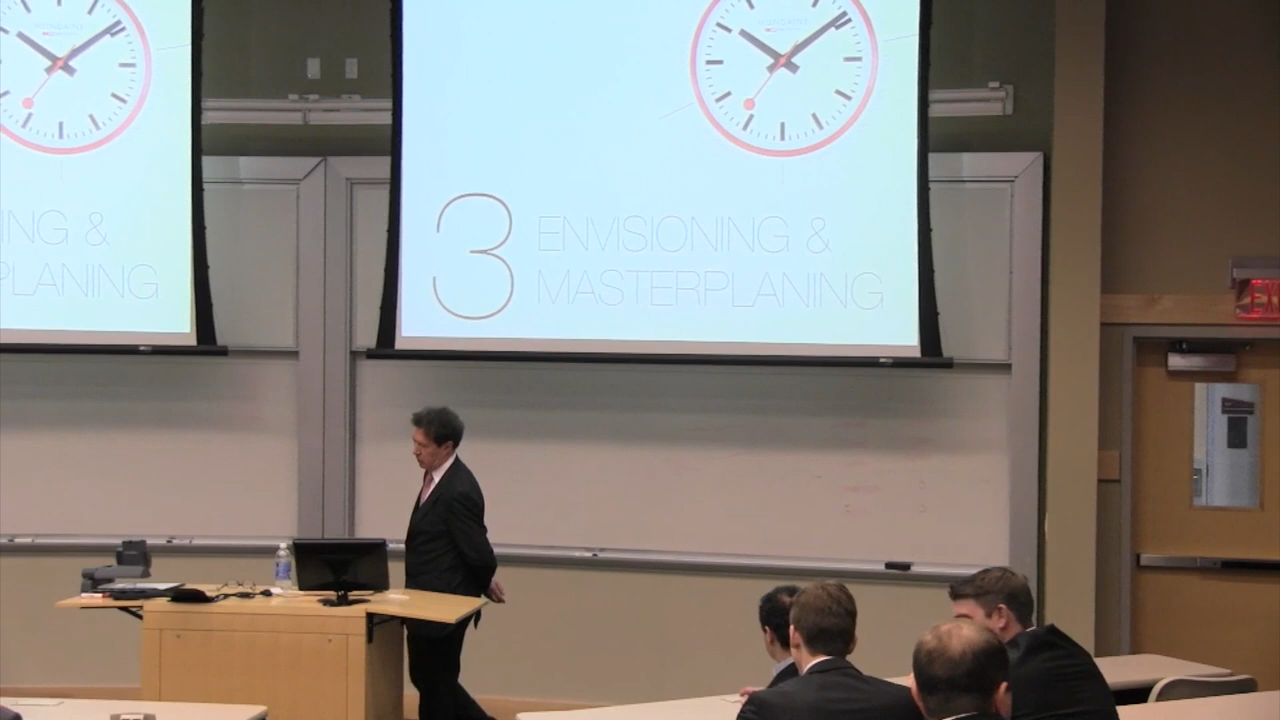 ING &
PLANING
3
ENVISIONING &
MASTERPLANING